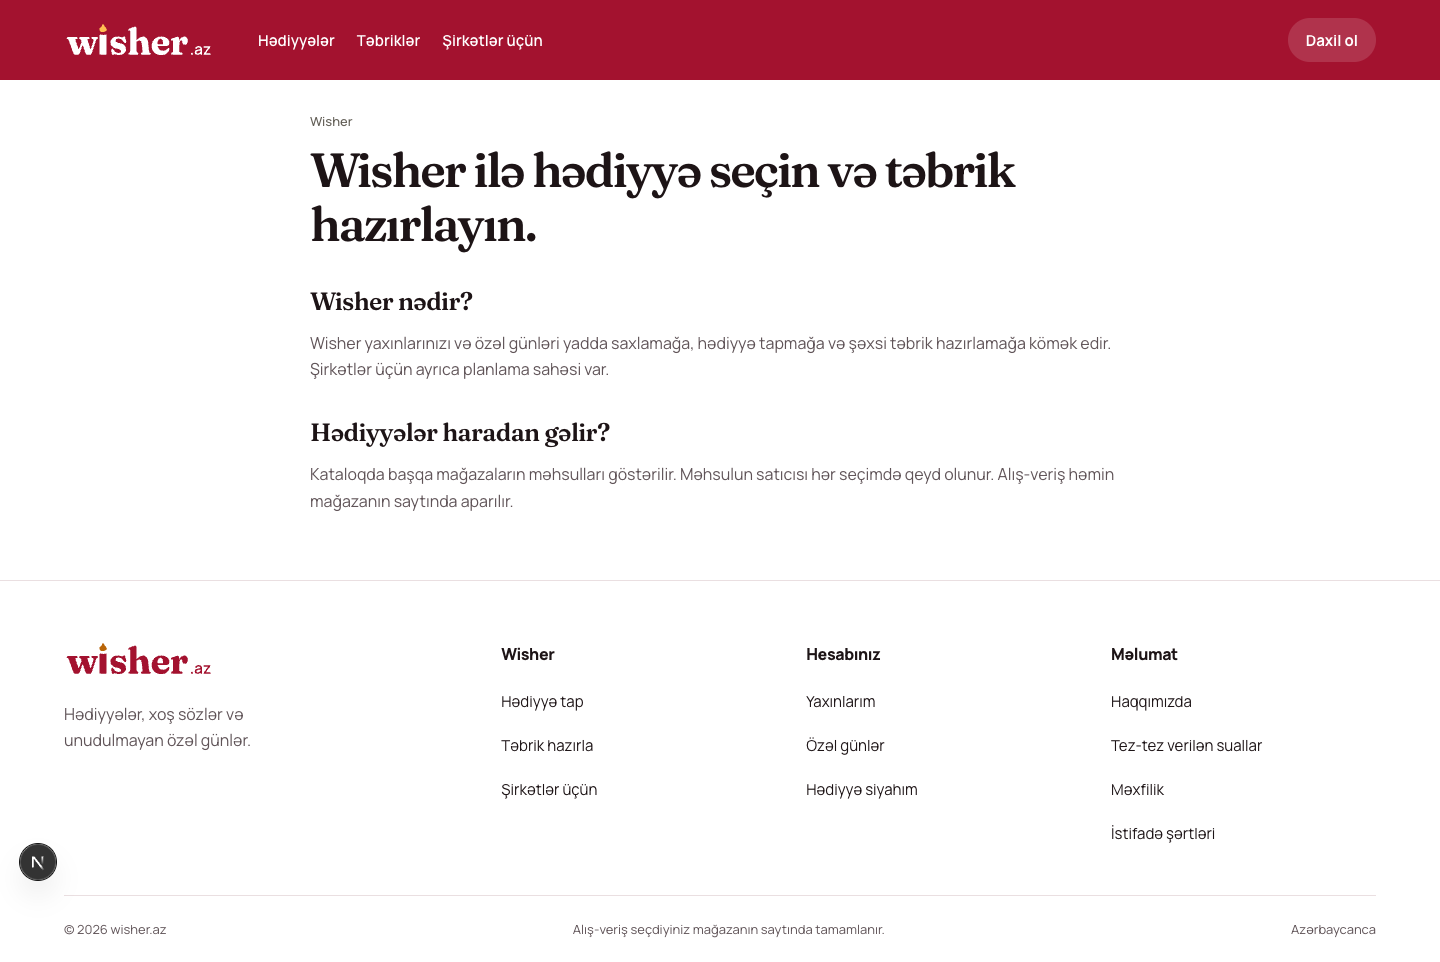 wisher.az
Hədiyyələr
Təbriklər
Şirkətlər üçün
Daxil ol
Wisher
Wisher ilə hədiyyə seçin və təbrik
hazırlayın.
Wisher nədir?
Wisher yaxınlarınızı və özəl günləri yadda saxlamağa, hədiyyə tapmağa və şəxsi təbrik hazırlamağa kömək edir.
Şirkətlər üçün ayrıca planlama sahəsi var.
Hədiyyələr haradan gəlir?
Kataloqda başqa mağazaların məhsulları göstərilir. Məhsulun satıcısı hər seçimdə qeyd olunur. Alış-veriş həmin
mağazanın saytında aparılır.
wisher.az
Hədiyyələr, xoş sözlər və
unudulmayan özəl günlər.
Wisher
Hədiyyə tap
Təbrik hazırla
Şirkətlər üçün
Hesabınız
Yaxınlarım
Özəl günlər
Hədiyyə siyahım
Məlumat
Haqqımızda
Tez-tez verilən suallar
Məxfilik
İstifadə şərtləri
N
© 2026 wisher.az
Alış-veriş seçdiyiniz mağazanın saytında tamamlanır.
Azərbaycanca